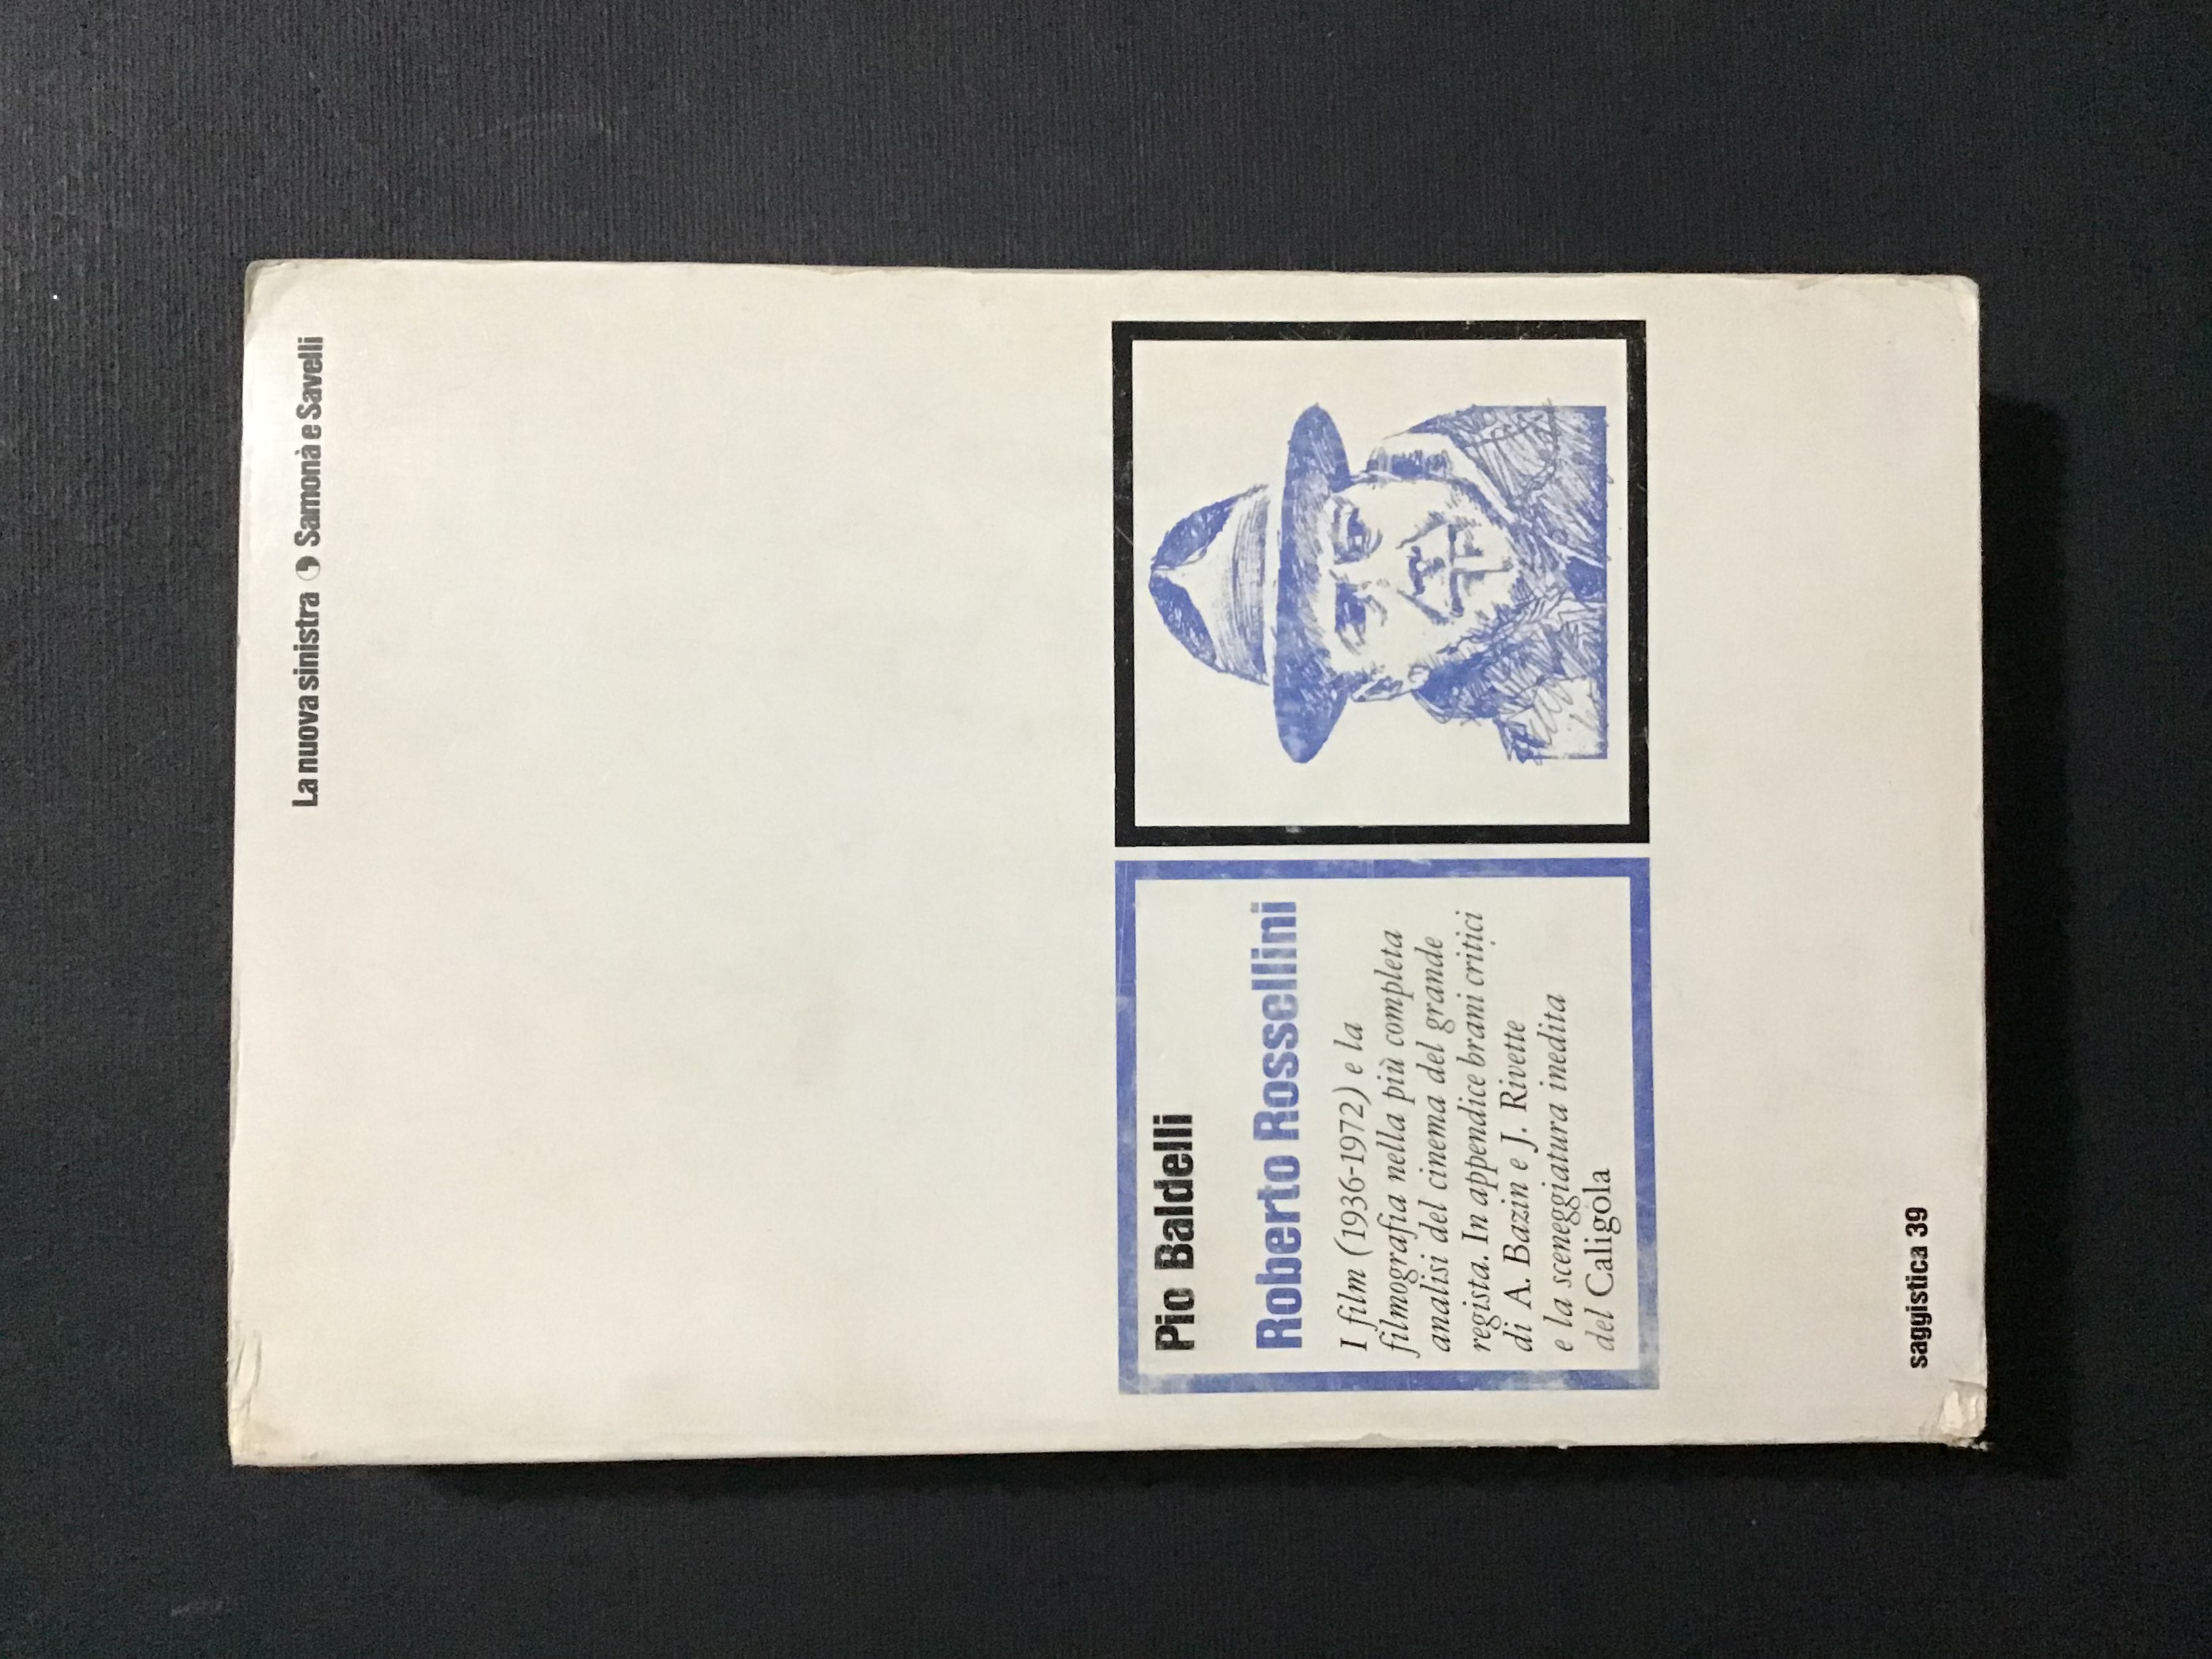 La nuova sinistra Samonà e Savelli
Pio Baldelli
Roberto Rossellini
I film (1936-1972) e la
filmografia nella più completa
analisi del cinema del grande
regista. In appendice brani critici
di A. Bazin e J. Rivette
e la sceneggiatura inedita
del Caligola
saggistica 39